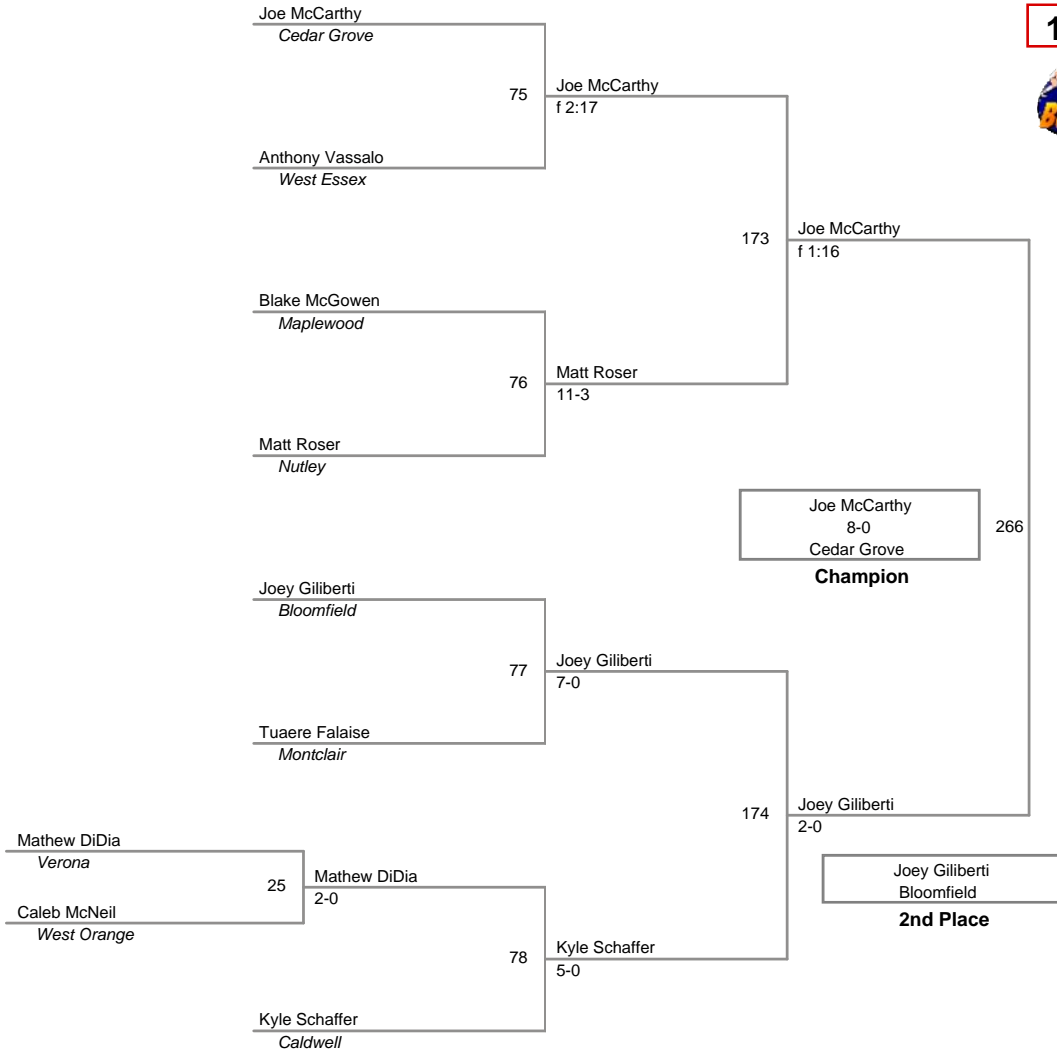 Joe McCarthy
Cedar Grove
75
Joe McCarthy
f 2:17
Anthony Vassalo
West Essex
173
Joe McCarthy
f 1:16
Blake McGowen
Maplewood
76
Matt Roser
11-3
Matt Roser
Nutley
Joe McCarthy
8-0
Cedar Grove
Champion
266
Joey Giliberti
Bloomfield
77
Joey Giliberti
7-0
Tuaere Falaise
Montclair
174
Joey Giliberti
2-0
Mathew DiDia
Verona
25
Mathew DiDia
2-0
Caleb McNeil
West Orange
Joey Giliberti
Bloomfield
2nd Place
78
Kyle Schaffer
5-0
Kyle Schaffer
Caldwell